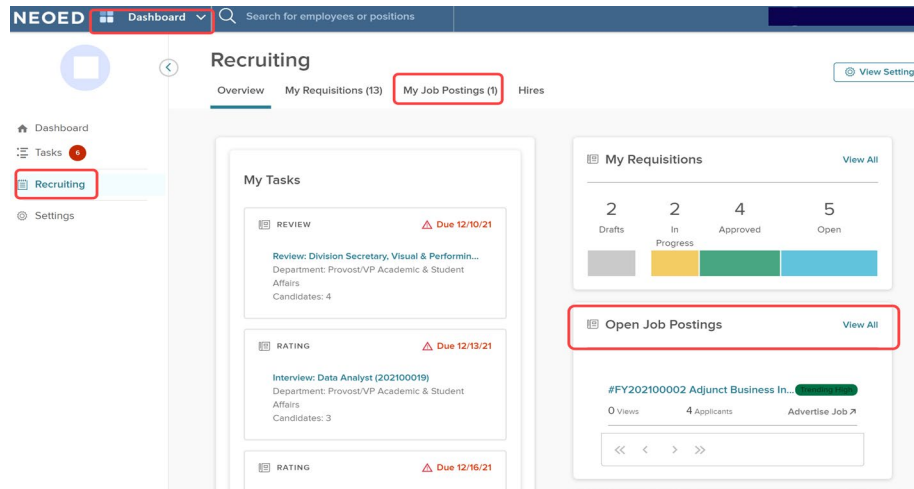 NEOED Dashboard Search for employees or positions
Recruiting
View Setting
Overview My Requisitions (13) My Job Postings (1) Hires
Dashboard
Tasks 6
Recruiting
Settings
My Tasks
REVIEW Due 12/10/21
Review: Division Secretary, Visual & Performin...
Department: Provost/VP Academic & Student
Affairs
Candidates: 4
RATING Due 12/13/21
Interview: Data Analyst (202100019)
Department: Provost/VP Academic & Student
Affairs
Candidates: 3
RATING Due 12/16/21
My Requisitions View All
2 2 4 5
Drafts In Approved Open
Progress
Open Job Postings View All
#FY202100002 Adjunct Business In... Trending High
0 Views 4 Applicants Advertise Job